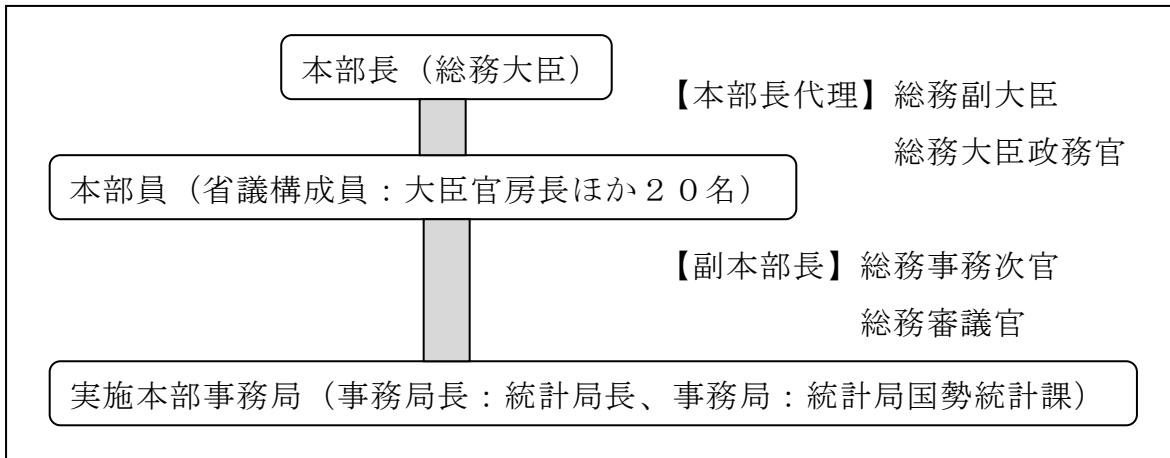 本部長（総務大臣）
【本部長代理】総務副大臣
総務大臣政務官
本部員（省議構成員：大臣官房長ほか２０名）
【副本部長】総務事務次官
総務審議官
実施本部事務局（事務局長：統計局長、事務局：統計局国勢統計課）